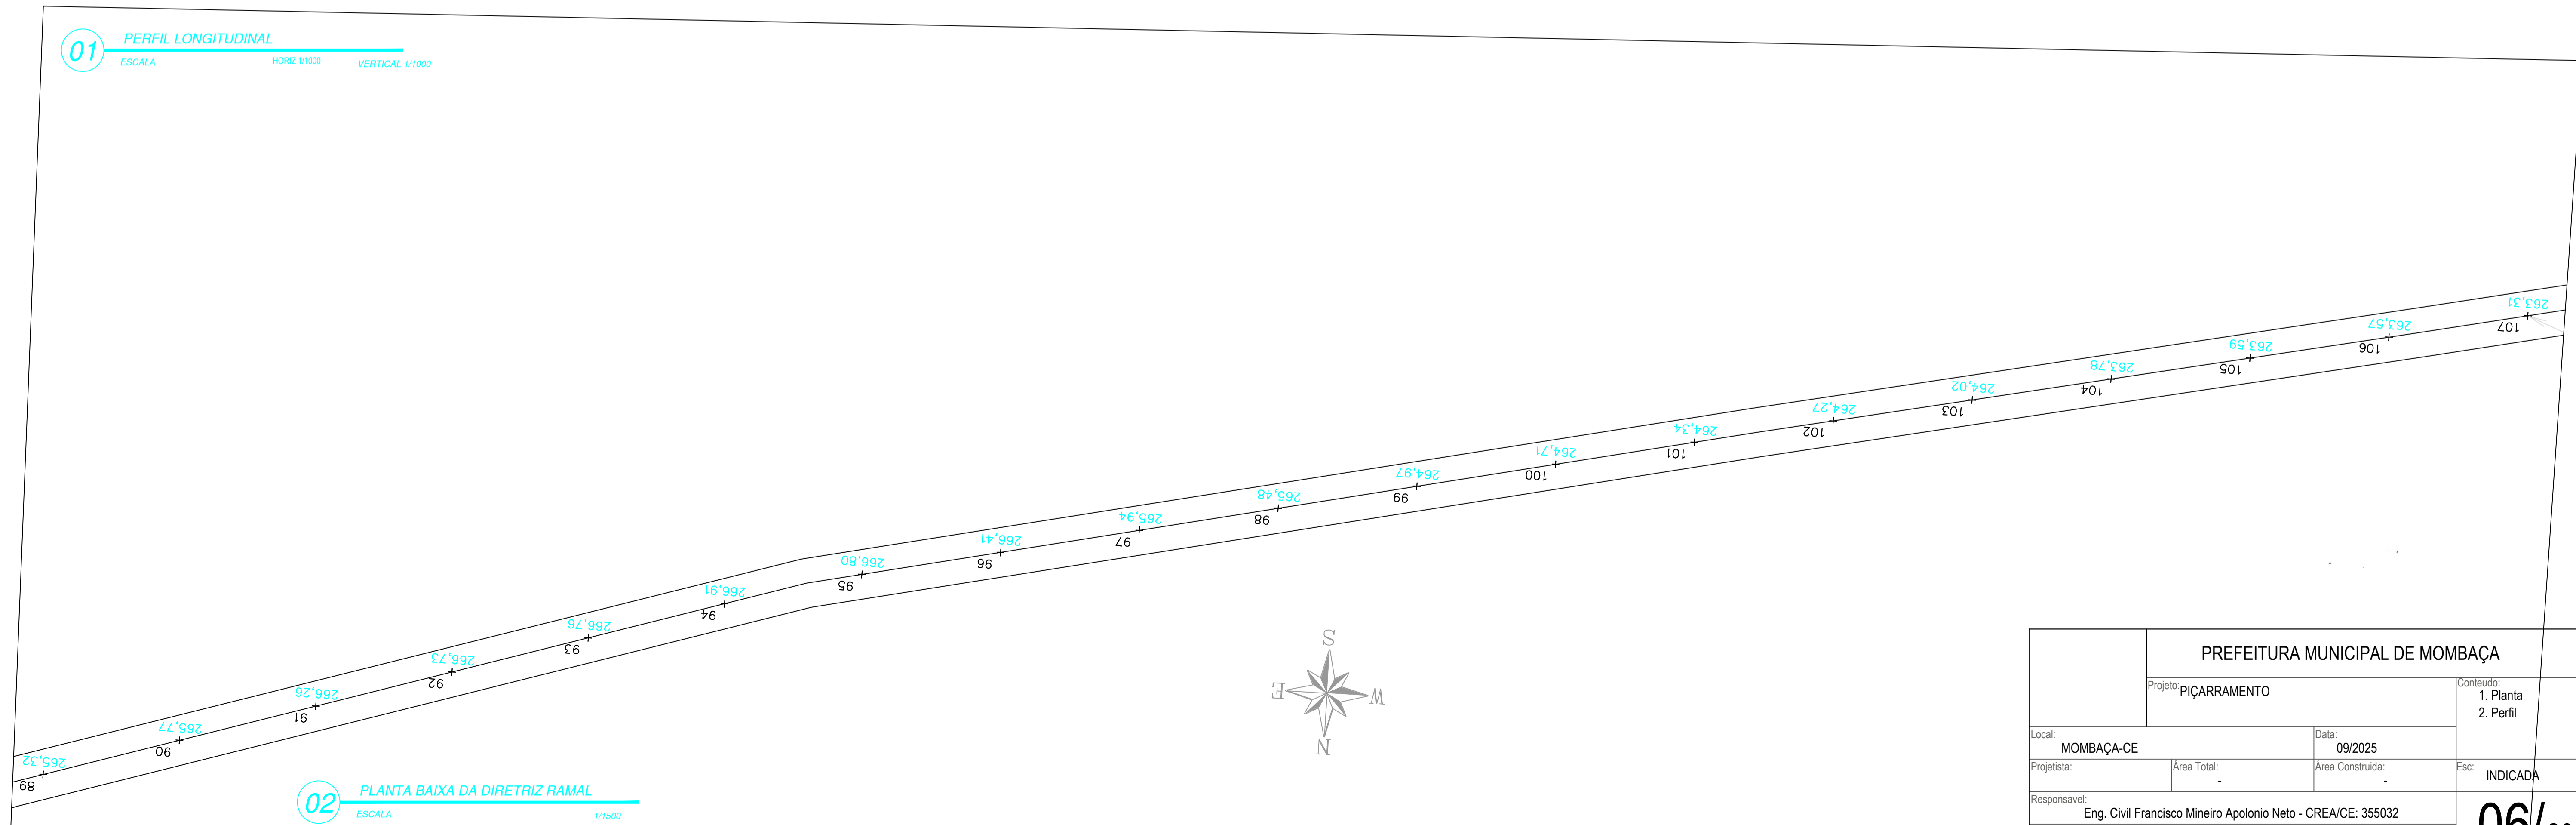 01 PERFIL LONGITUDINAL
ESCALA HORIZ 1/1000 VERTICAL 1/1000
263,31
107
263,57
106
263,59
105
263,78
104
264,02
103
264,27
102
264,34
101
264,71
100
264,97
99
265,48
98
265,94
97
266,41
96
266,80
95
266,91
94
266,76
93
266,73
92
266,26
91
265,77
90
265,32
89
S
E W
N
02 PLANTA BAIXA DA DIRETRIZ RAMAL
ESCALA 1/1500
PREFEITURA MUNICIPAL DE MOMBAÇA
Projeto: PIÇARRAMENTO
Conteudo:
1. Planta
2. Perfil
Local:
MOMBAÇA-CE
Data:
09/2025
Projetista:
Área Total:
-
Área Construida:
-
Esc: INDICADA
Responsavel:
Eng. Civil Francisco Mineiro Apolonio Neto - CREA/CE: 355032
06/